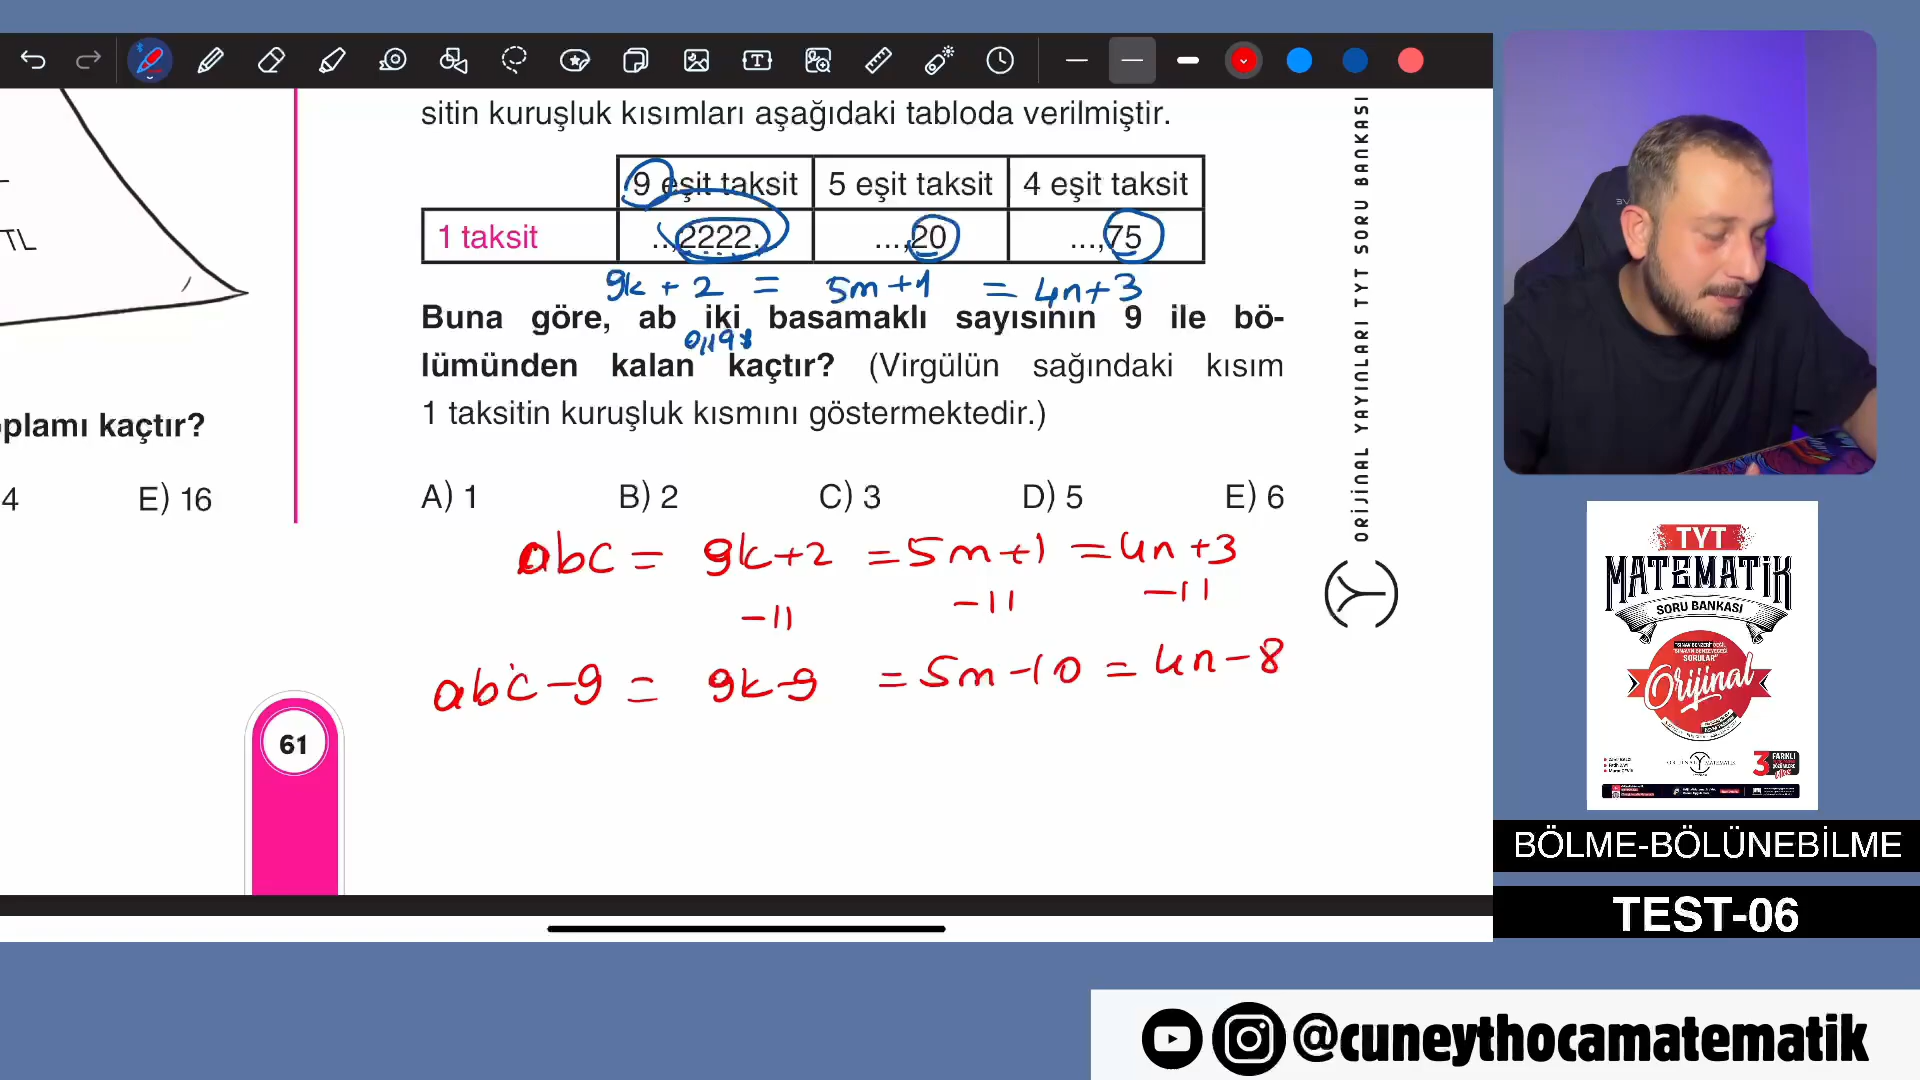 sitin kuruşluk kısımları aşağıdaki tabloda verilmiştir.
9 eşit taksit 5 eşit taksit 4 eşit taksit
1 taksit ..,2222... ...,20 ...,75
9k + 2 = 5m+1 = 4n+3
Buna göre, ab iki basamaklı sayısının 9 ile bö-
lümünden kalan kaçtır? (Virgülün sağındaki kısım
1 taksitin kuruşluk kısmını göstermektedir.)
A) 1 B) 2 C) 3 D) 5 E) 6
abc = 9k+2 = 5m+1 = 4n+3
-11 -11 -11
abc-9 = 9k-9 = 5m-10 = 4n-8
TL
plamı kaçtır?
4 E) 16
61
ORİJİNAL YAYINLARI TYT SORU BANKASI
TYT
MATEMATİK
SORU BANKASI
SORULAR"
Orijinal
3 FARKLI
BÖLME-BÖLÜNEBİLME
TEST-06
@cuneythocamatematik